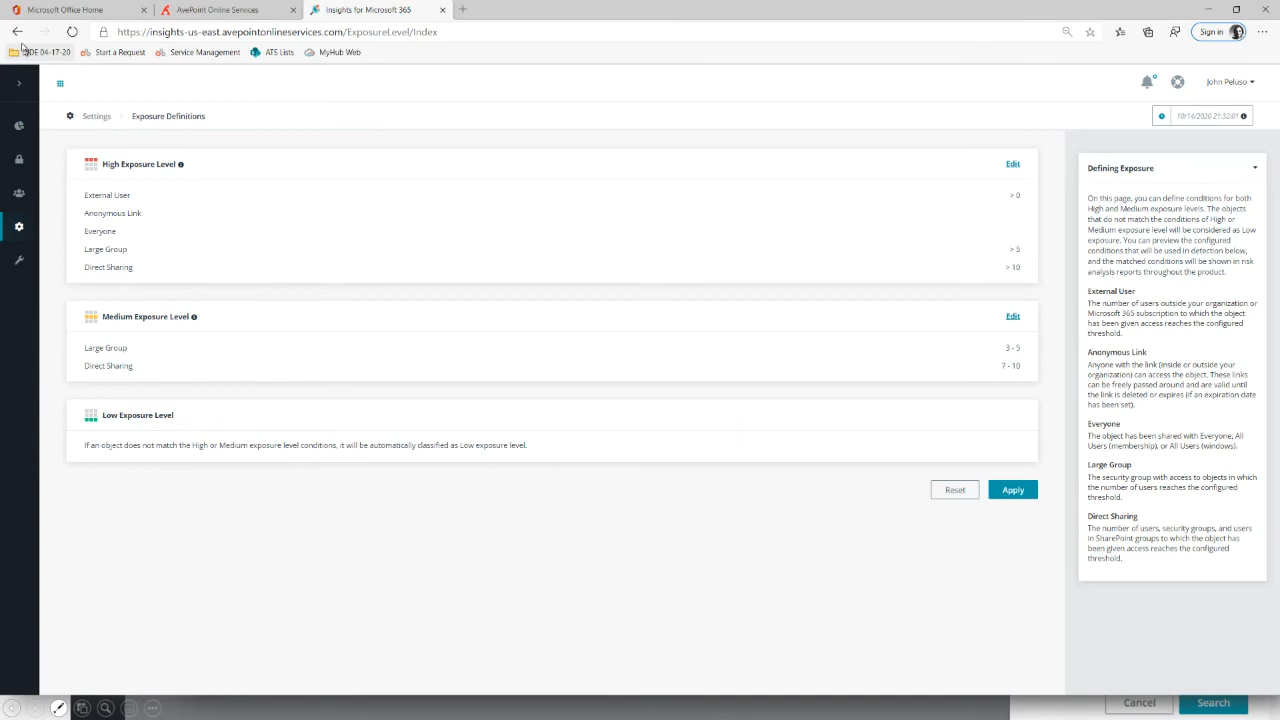 Microsoft Office Home
AvePoint Online Services
Insights for Microsoft 365
https://insights-us-east.avepointonlineservices.com/ExposureLevel/Index
Sign in
04-17-20
Start a Request
Service Management
ATS Lists
MyHub Web
John Peluso
Settings / Exposure Definitions
10/14/2020 21:32:01
High Exposure Level
Edit
External User
> 0
Anonymous Link
Everyone
Large Group
> 5
Direct Sharing
> 10
Medium Exposure Level
Edit
Large Group
3 - 5
Direct Sharing
7 - 10
Low Exposure Level
If an object does not match the High or Medium exposure level conditions, it will be automatically classified as Low exposure level.
Reset
Apply
Defining Exposure
On this page, you can define conditions for both
High and Medium exposure levels. The objects
that do not match the conditions of High or
Medium exposure level will be considered as Low
exposure. You can preview the configured
conditions that will be used in detection below,
and the matched conditions will be shown in risk
analysis reports throughout the product.
External User
The number of users outside your organization or
Microsoft 365 subscription to which the object
has been given access reaches the configured
threshold.
Anonymous Link
Anyone with the link (inside or outside your
organization) can access the object. These links
can be freely passed around and are valid until
the link is deleted or expires (if an expiration date
has been set).
Everyone
The object has been shared with Everyone, All
Users (membership), or All Users (windows).
Large Group
The security group with access to objects in which
the number of users reaches the configured
threshold.
Direct Sharing
The number of users, security groups, and users
in SharePoint groups to which the object has
been given access reaches the configured
threshold.
Cancel
Search